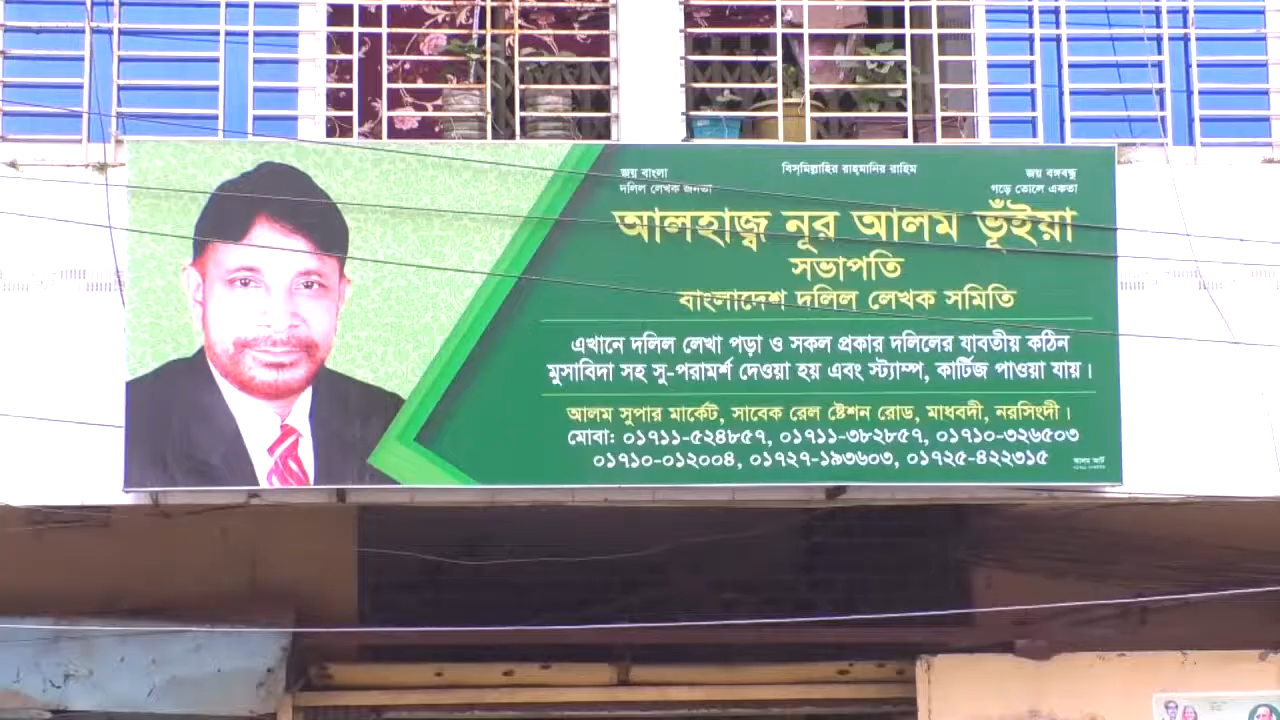 বিস্‌মিল্লাহির রাহমানির রাহিম
জয় বাংলা
জয় বঙ্গবন্ধু
দলিল লেখক জনতা
গড়ে তোলে একতা
আলহাজ্ব নূর আলম ভূঁইয়া
সভাপতি
বাংলাদেশ দলিল লেখক সমিতি
এখানে দলিল লেখা পড়া ও সকল প্রকার দলিলের যাবতীয় কঠিন
মুসাবিদা সহ সু-পরামর্শ দেওয়া হয় এবং স্ট্যাম্প, কার্টিজ পাওয়া যায়।
আলম সুপার মার্কেট, সাবেক রেল ষ্টেশন রোড, মাধবদী, নরসিংদী।
মোবা: ০১৭১১-৫২৪৮৫৭, ০১৭১১-৩৮২৮৫৭, ০১৭১০-৩২৬৫০৩
০১৭১০-০১২০০৪, ০১৭২৭-১৯৩৬০৩, ০১৭২৫-৪২২৩১৫